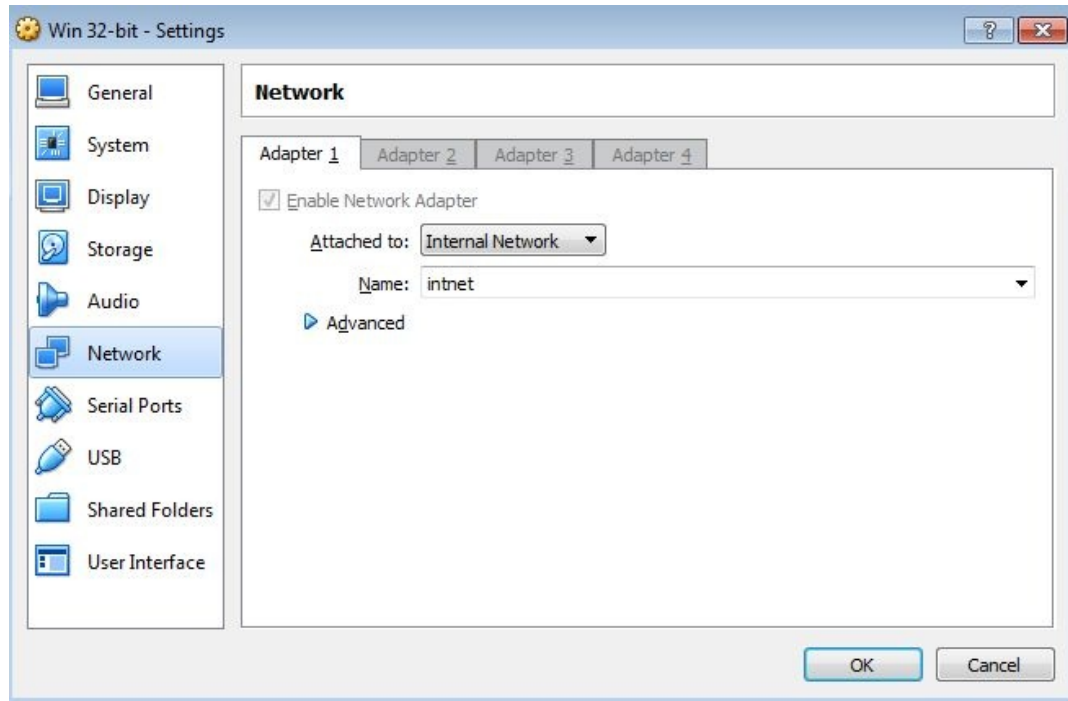 Win 32-bit - Settings
?
General
System
Display
Storage
Audio
Network
Serial Ports
USB
Shared Folders
User Interface
Network
Adapter 1 Adapter 2 Adapter 3 Adapter 4
Enable Network Adapter
Attached to: Internal Network
Name: intnet
Advanced
OK Cancel